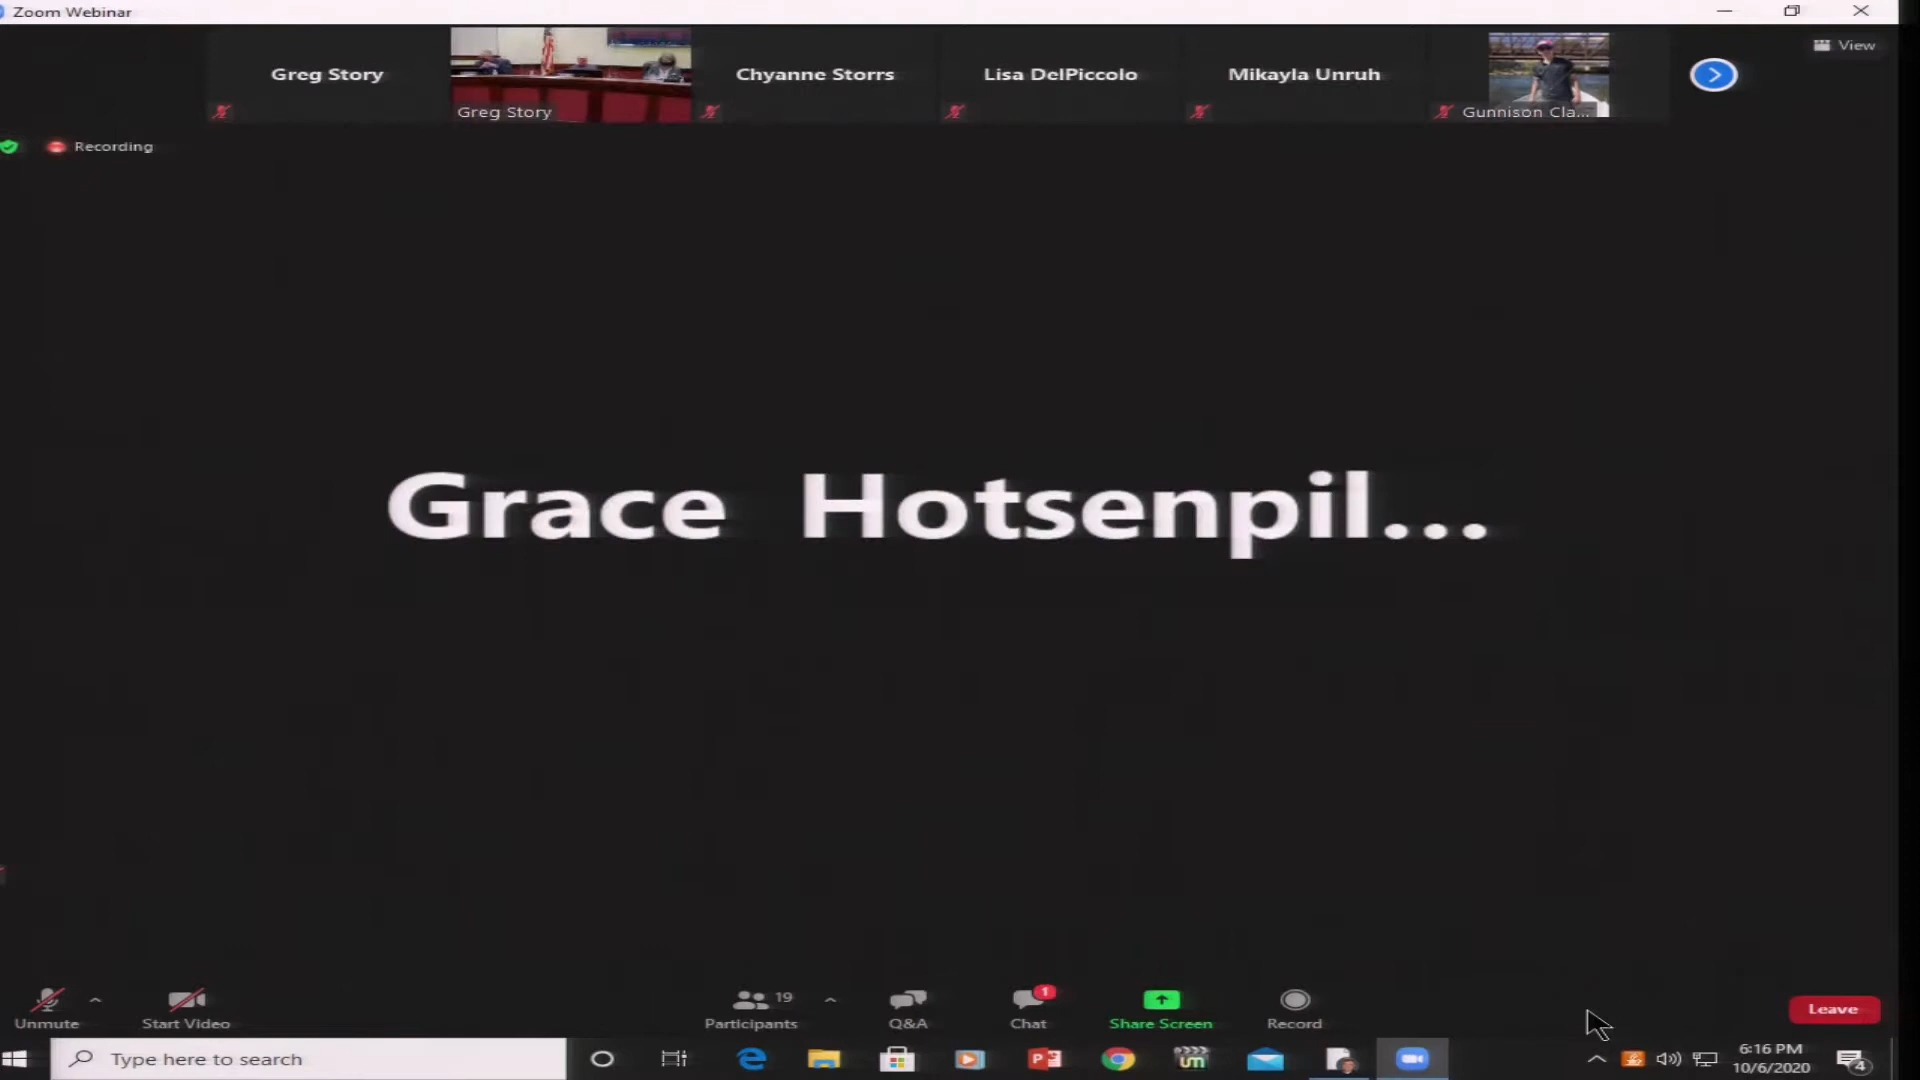 Zoom Webinar
View
Greg Story
Greg Story
Chyanne Storrs
Lisa DelPiccolo
Mikayla Unruh
Gunnison Cla...
Recording
Grace Hotsenpil...
Unmute
Start Video
19
Participants
Q&A
1
Chat
Share Screen
Record
Leave
Type here to search
6:16 PM
10/6/2020
4